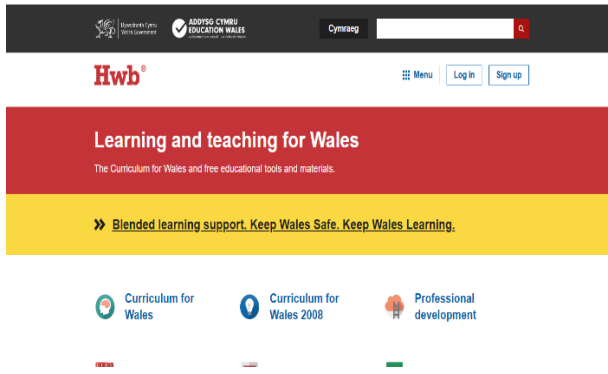 Llywodraeth Cymru
Welsh Government
ADDYSG CYMRU
EDUCATION WALES
Cymraeg
Hwb®
Menu
Log in
Sign up
Learning and teaching for Wales
The Curriculum for Wales and free educational tools and materials.
Blended learning support. Keep Wales Safe. Keep Wales Learning.
Curriculum for
Wales
Curriculum for
Wales 2008
Professional
development